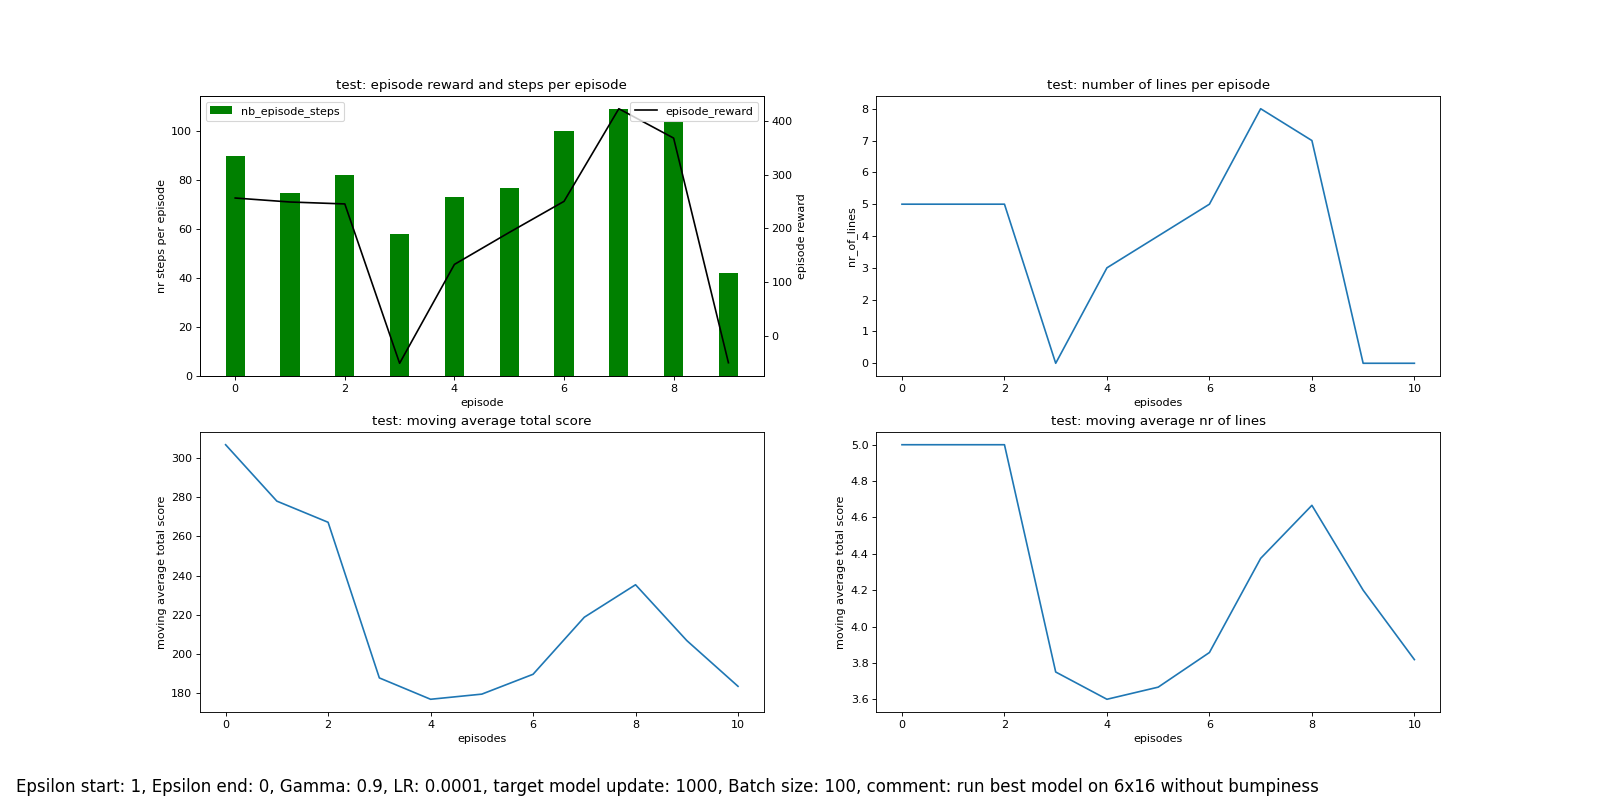 test: episode reward and steps per episode
nb_episode_steps
episode_reward
nr steps per episode
100
80
60
40
20
0
400
300
200
100
0
episode reward
0 2 4 6 8
episode
test: number of lines per episode
nr_of_lines
8
7
6
5
4
3
2
1
0
0 2 4 6 8 10
episodes
test: moving average total score
moving average total score
300
280
260
240
220
200
180
0 2 4 6 8 10
episodes
test: moving average nr of lines
moving average total score
5.0
4.8
4.6
4.4
4.2
4.0
3.8
3.6
0 2 4 6 8 10
episodes
Epsilon start: 1, Epsilon end: 0, Gamma: 0.9, LR: 0.0001, target model update: 1000, Batch size: 100, comment: run best model on 6x16 without bumpiness